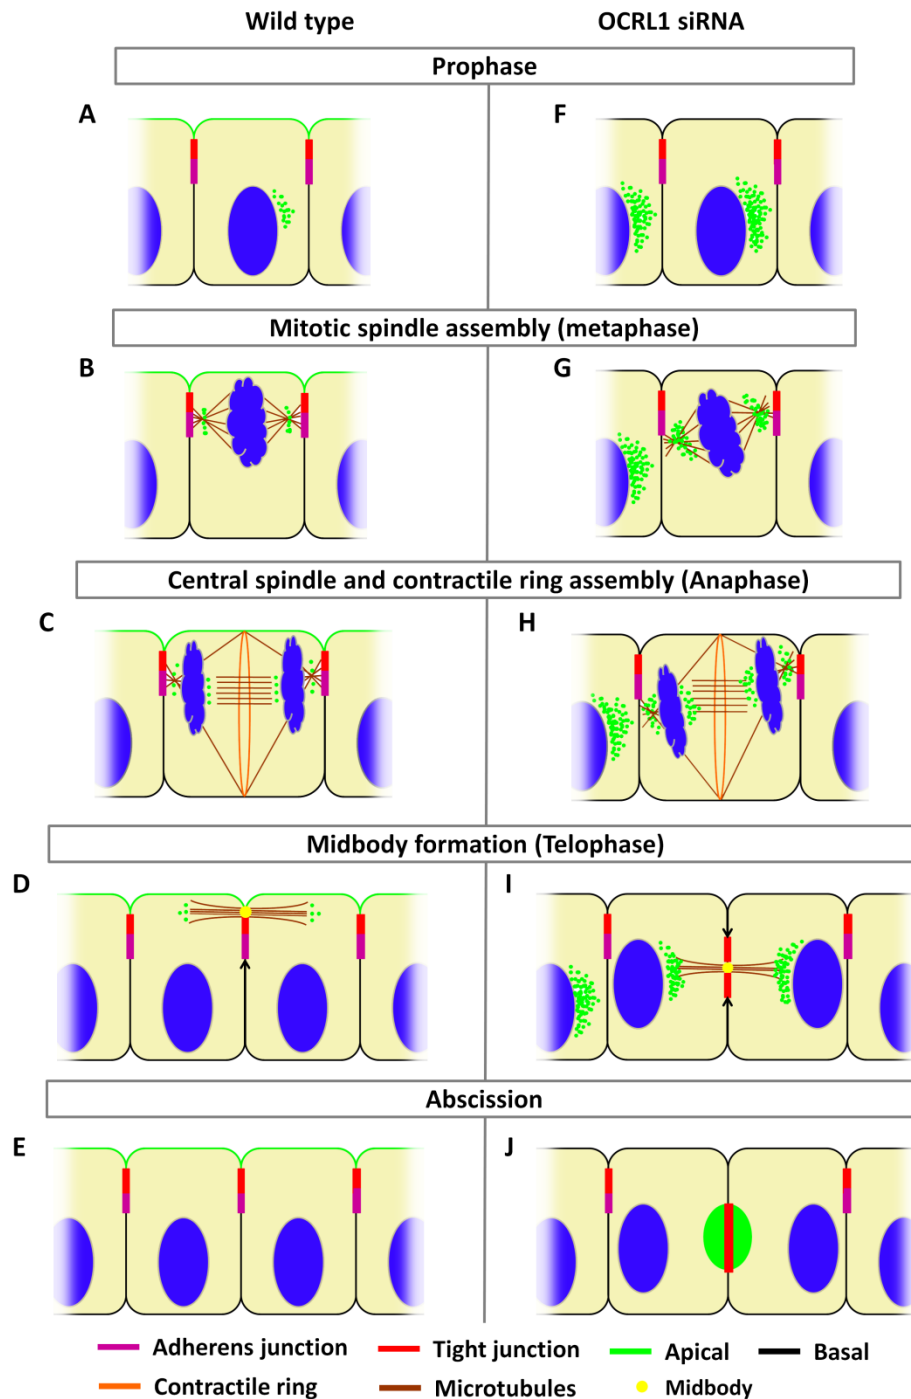 Wild type OCRL1 siRNA
Prophase
A F
Mitotic spindle assembly (metaphase)
B G
Central spindle and contractile ring assembly (Anaphase)
C H
Midbody formation (Telophase)
D I
Abscission
E J
Adherens junction Tight junction Apical Basal
Contractile ring Microtubules Midbody